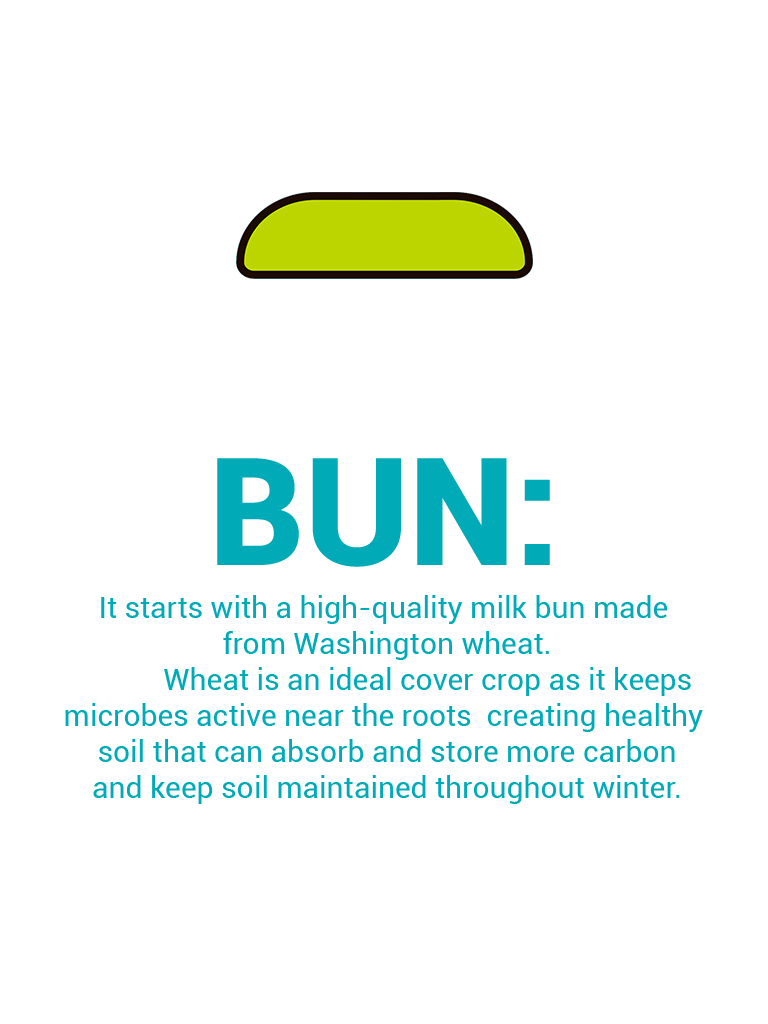 BUN:
It starts with a high-quality milk bun made
from Washington wheat.
Wheat is an ideal cover crop as it keeps
microbes active near the roots  creating healthy
soil that can absorb and store more carbon
and keep soil maintained throughout winter.